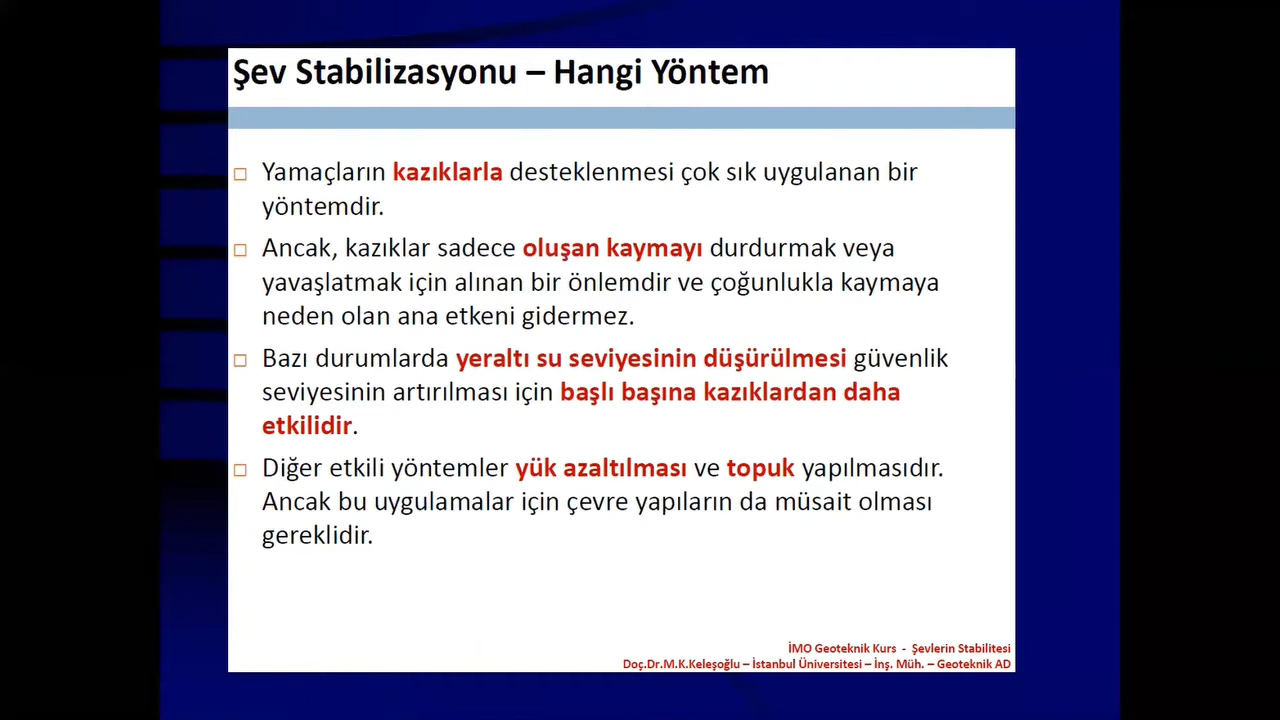 Şev Stabilizasyonu – Hangi Yöntem
Yamaçların kazıklarla desteklenmesi çok sık uygulanan bir
yöntemdir.
Ancak, kazıklar sadece oluşan kaymayı durdurmak veya
yavaşlatmak için alınan bir önlemdir ve çoğunlukla kaymaya
neden olan ana etkeni gidermez.
Bazı durumlarda yeraltı su seviyesinin düşürülmesi güvenlik
seviyesinin artırılması için başlı başına kazıklardan daha
etkilidir.
Diğer etkili yöntemler yük azaltılması ve topuk yapılmasıdır.
Ancak bu uygulamalar için çevre yapıların da müsait olması
gereklidir.
İMO Geoteknik Kurs - Şevlerin Stabilitesi
Doç.Dr.M.K.Keleşoğlu – İstanbul Üniversitesi – İnş. Müh. – Geoteknik AD